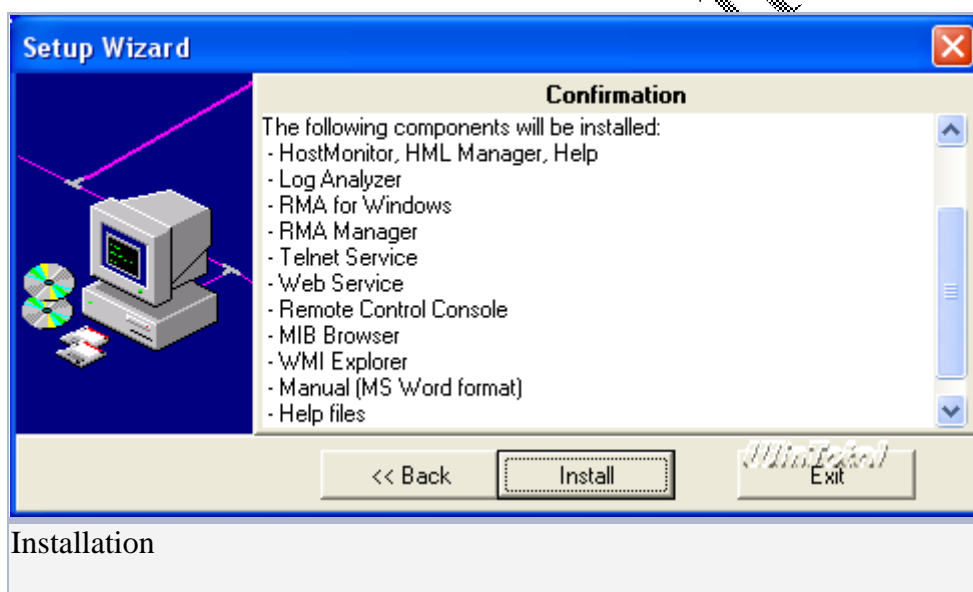 Setup Wizard
Confirmation
The following components will be installed:
- HostMonitor, HML Manager, Help
- Log Analyzer
- RMA for Windows
- RMA Manager
- Telnet Service
- Web Service
- Remote Control Console
- MIB Browser
- WMI Explorer
- Manual (MS Word format)
- Help files
<< Back Install Exit
WinTotal
Installation